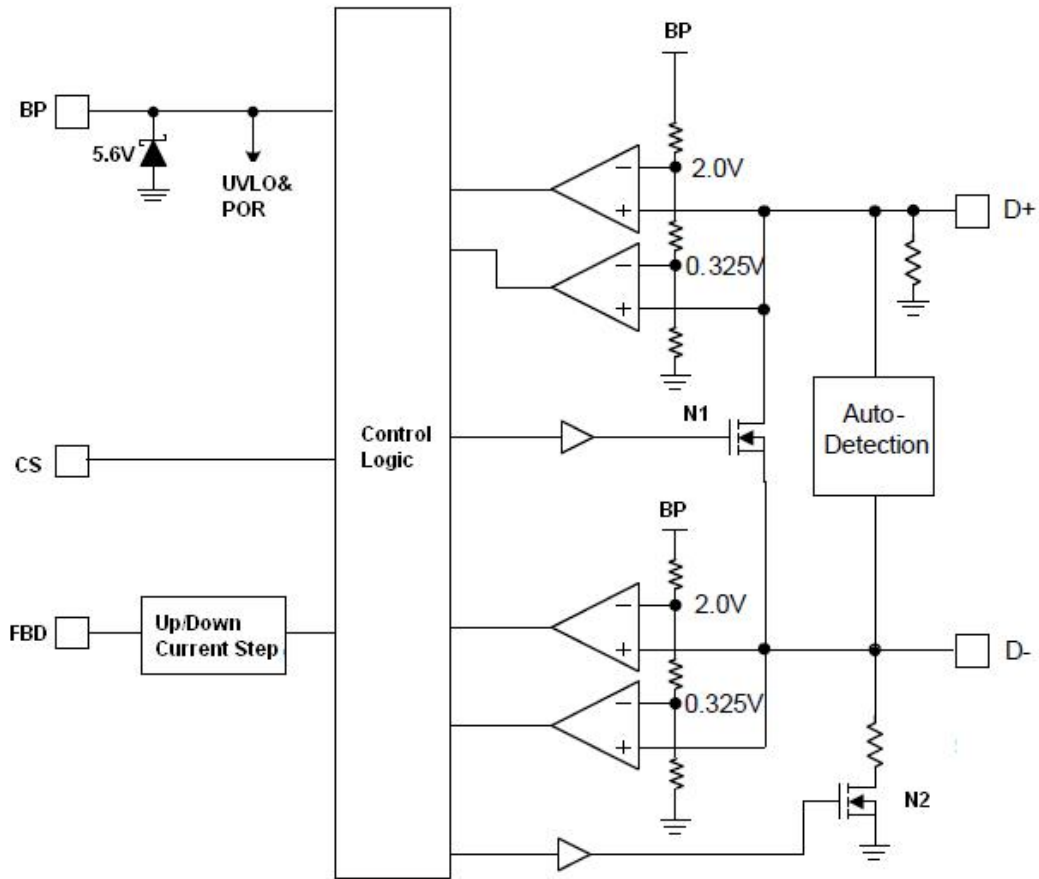 BP
5.6V
UVLO&
POR
BP
2.0V
D+
0.325V
N1
Auto-
Detection
Control
Logic
CS
BP
2.0V
FBD
Up/Down
Current Step
D-
0.325V
N2